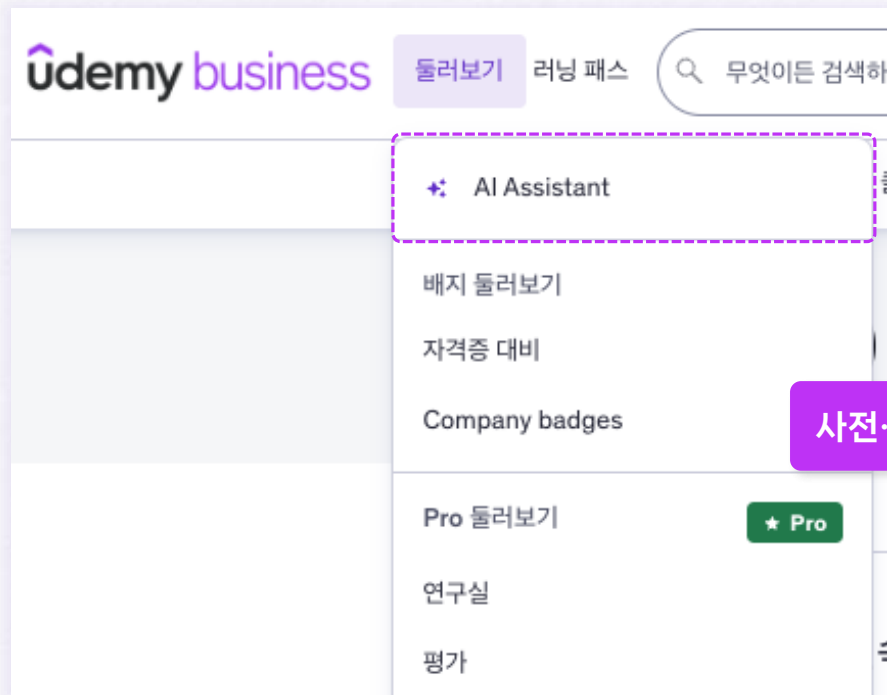 ûdemy business
둘러보기
러닝 패스
무엇이든 검색하
AI Assistant
배지 둘러보기
자격증 대비
Company badges
사전·
Pro 둘러보기
★ Pro
연구실
평가